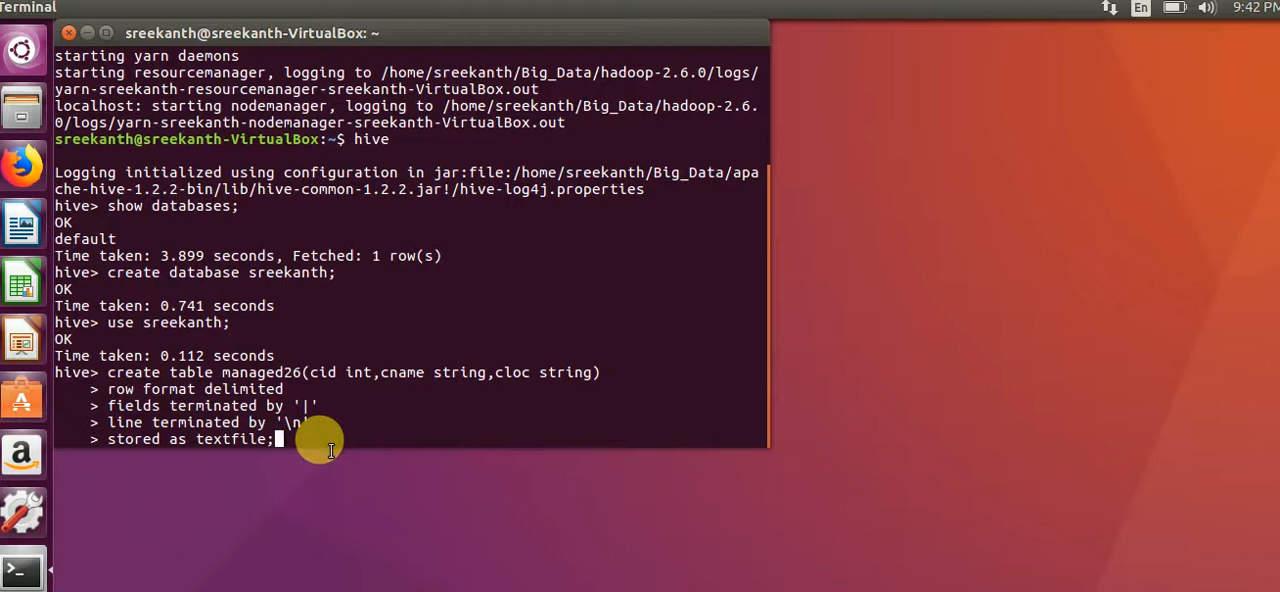 Terminal
En
9:42 PM
sreekanth@sreekanth-VirtualBox: ~
starting yarn daemons
starting resourcemanager, logging to /home/sreekanth/Big_Data/hadoop-2.6.0/logs/
yarn-sreekanth-resourcemanager-sreekanth-VirtualBox.out
localhost: starting nodemanager, logging to /home/sreekanth/Big_Data/hadoop-2.6.
0/logs/yarn-sreekanth-nodemanager-sreekanth-VirtualBox.out
sreekanth@sreekanth-VirtualBox:~$ hive
Logging initialized using configuration in jar:file:/home/sreekanth/Big_Data/apa
che-hive-1.2.2-bin/lib/hive-common-1.2.2.jar!/hive-log4j.properties
hive> show databases;
OK
default
Time taken: 3.899 seconds, Fetched: 1 row(s)
hive> create database sreekanth;
OK
Time taken: 0.741 seconds
hive> use sreekanth;
OK
Time taken: 0.112 seconds
hive> create table managed26(cid int,cname string,cloc string)
> row format delimited
> fields terminated by '|'
> line terminated by '\n'
> stored as textfile;